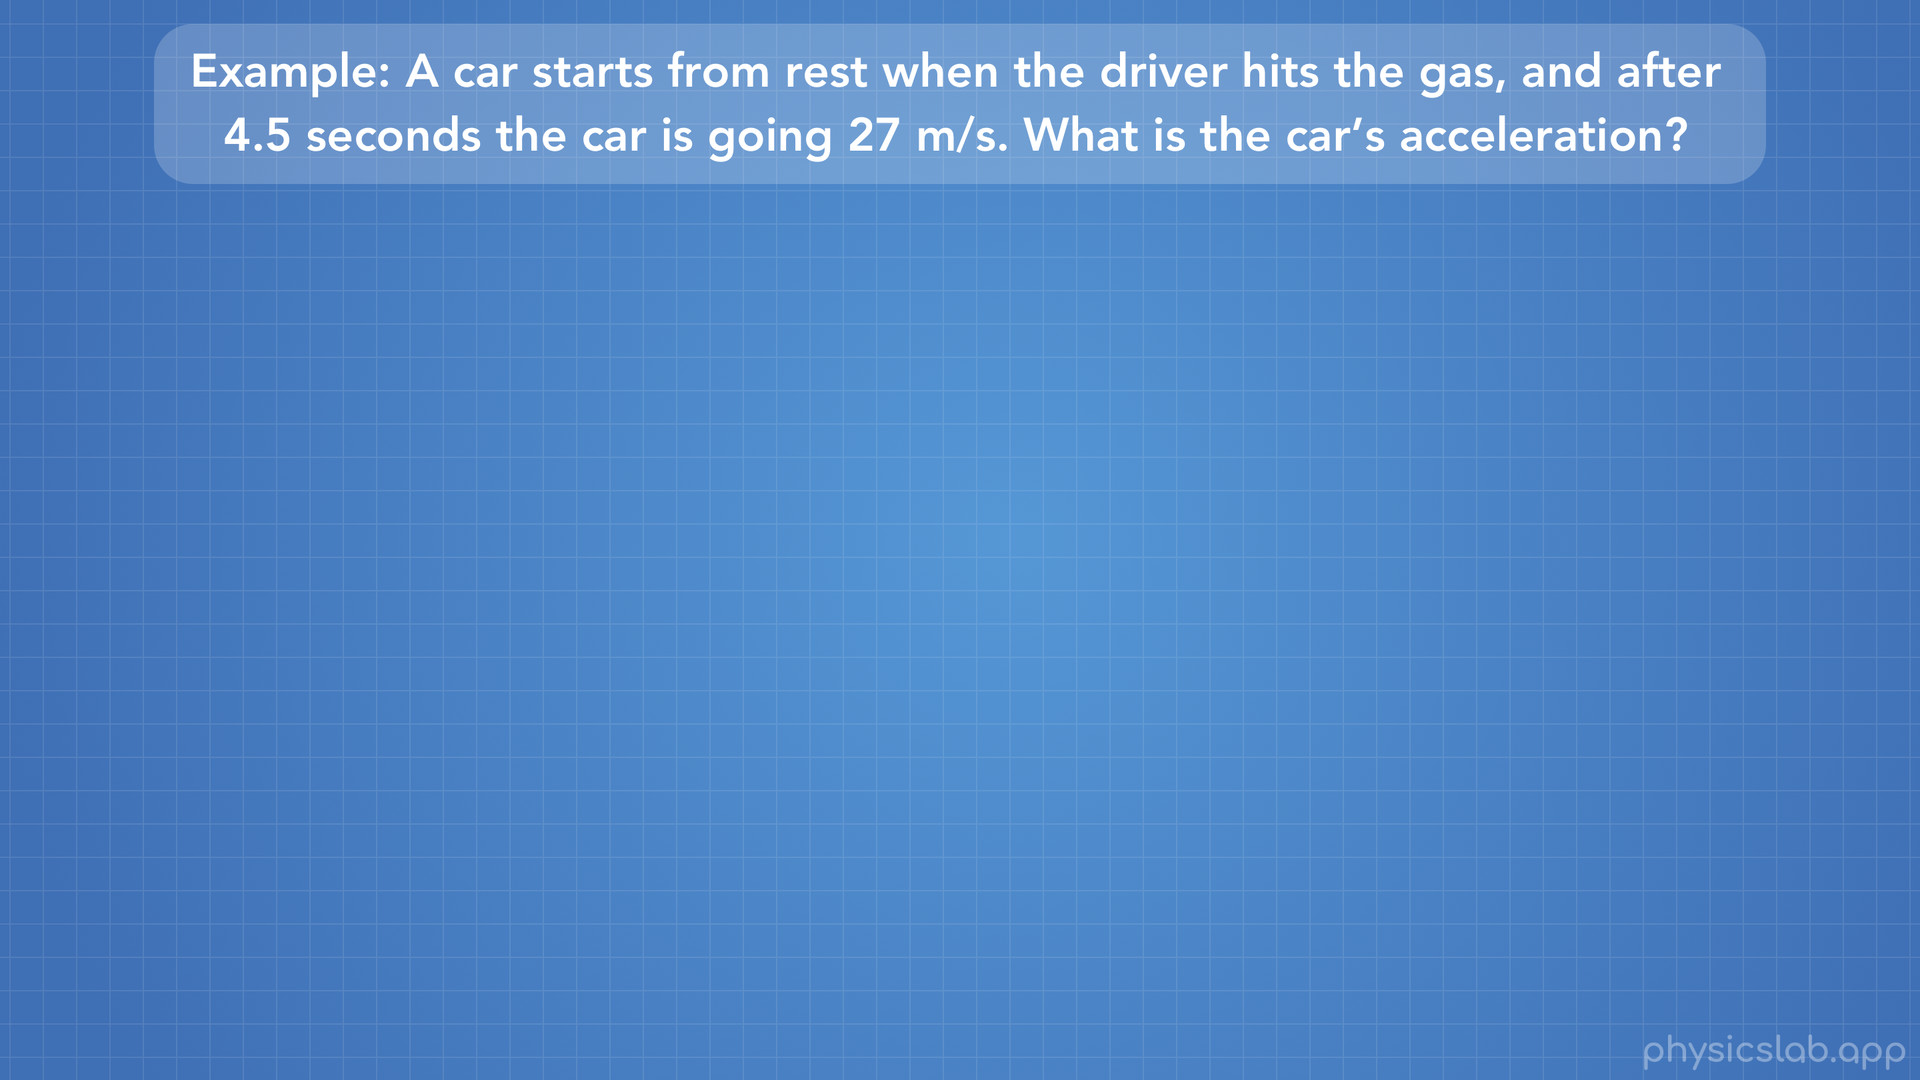 Example: A car starts from rest when the driver hits the gas, and after
4.5 seconds the car is going 27 m/s. What is the car’s acceleration?
physicslab.app